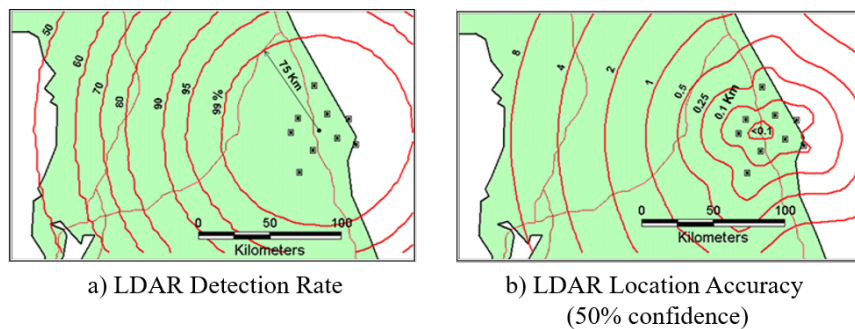 50
60
70
80
90
95
99 %
75 Km
0 50 100
Kilometers
a) LDAR Detection Rate
8
4
2
1
0.5
0.25
0.1 Km
<0.1
0 50 100
Kilometers
b) LDAR Location Accuracy
(50% confidence)